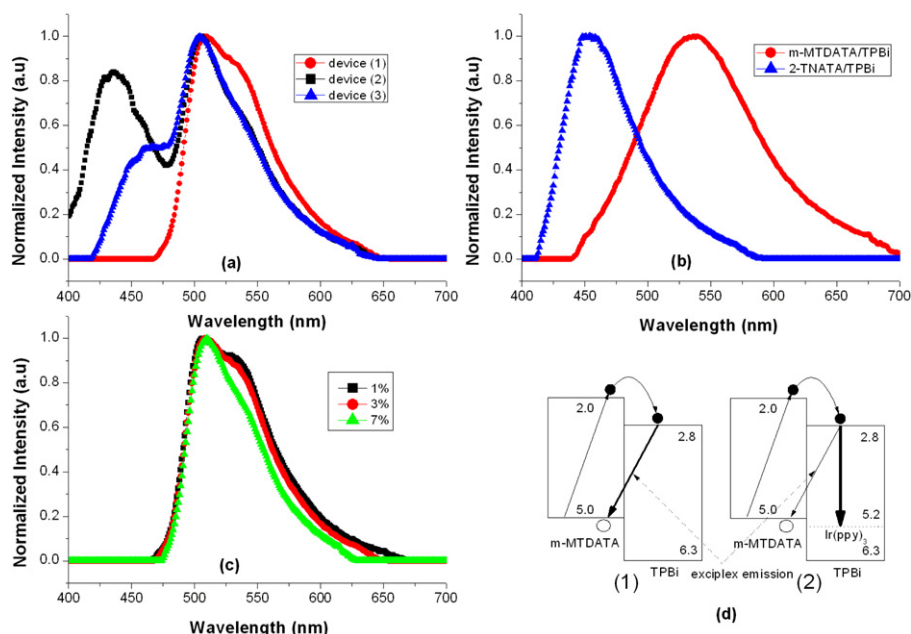 Normalized Intensity (a.u)
1.0
0.8
0.6
0.4
0.2
0.0
device (1)
device (2)
device (3)
(a)
400 450 500 550 600 650 700
Wavelength (nm)
Normalized Intensity (a.u)
1.0
0.8
0.6
0.4
0.2
0.0
m-MTDATA/TPBi
2-TNATA/TPBi
(b)
400 450 500 550 600 650 700
Wavelength (nm)
Normalized Intensity (a.u)
1.0
0.8
0.6
0.4
0.2
0.0
1%
3%
7%
(c)
400 450 500 550 600 650 700
Wavelength (nm)
2.0
2.8
5.0
6.3
m-MTDATA
TPBi
(1)
2.0
2.8
5.0
5.2
Ir(ppy)3
6.3
m-MTDATA
TPBi
(2)
exciplex emission
(d)